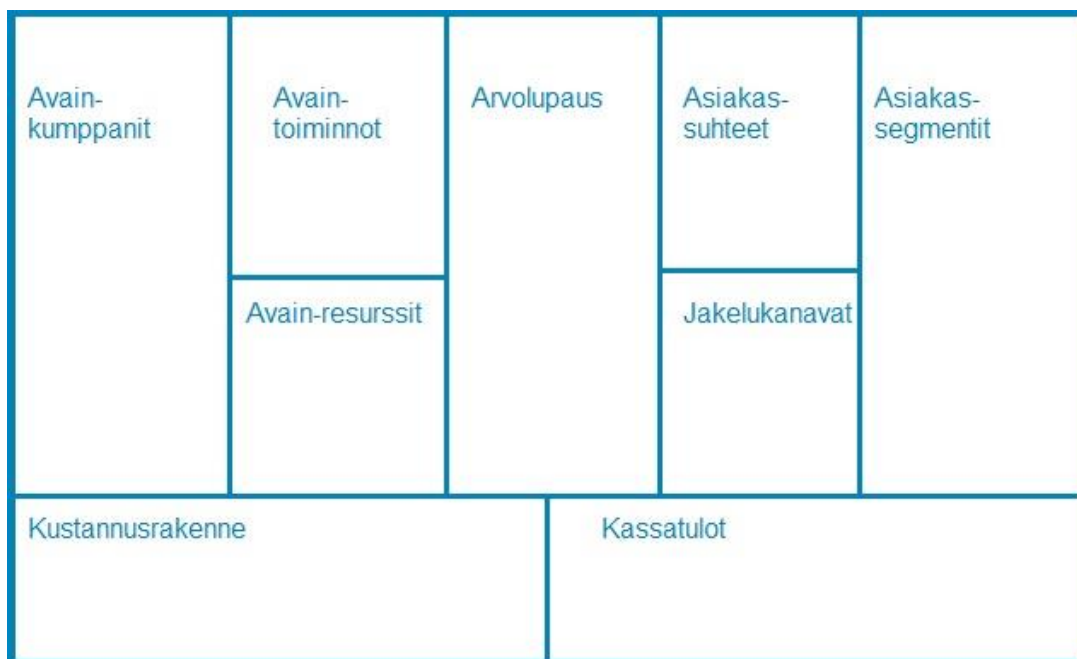 Avain-
kumppanit
Avain-
toiminnot
Avain-resurssit
Arvolupaus
Asiakas-
suhteet
Jakelukanavat
Asiakas-
segmentit
Kustannusrakenne
Kassatulot